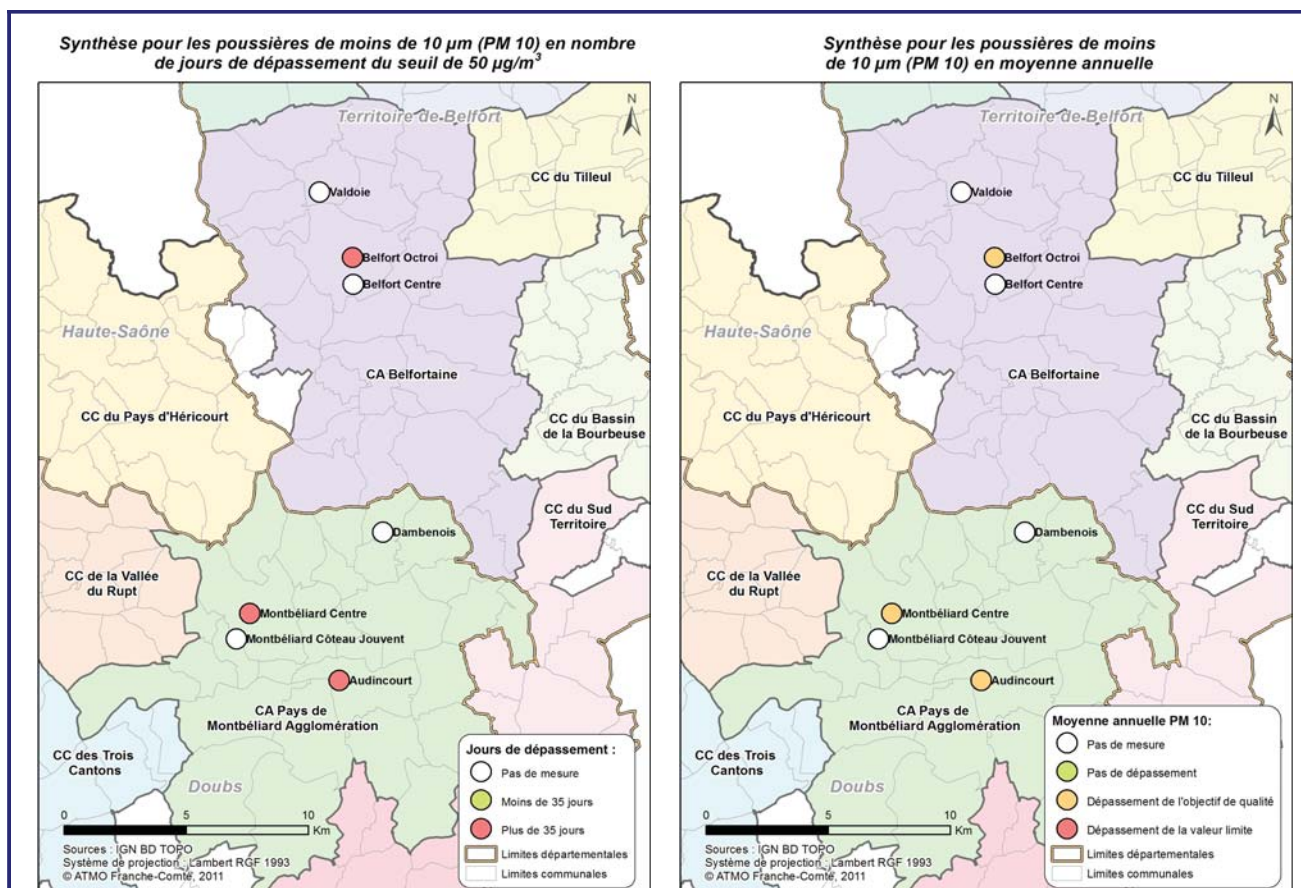 Synthèse pour les poussières de moins de 10 µm (PM 10) en nombre
de jours de dépassement du seuil de 50 µg/m³
N
Territoire de Belfort
CC du Tilleul
Valdoie
Belfort Octroi
Belfort Centre
Haute-Saône
CA Belfortaine
CC du Pays d'Héricourt
CC du Bassin
de la Bourbeuse
CC du Sud
Territoire
Dambenois
CC de la Vallée
du Rupt
Montbéliard Centre
Montbéliard Côteau Jouvent
Audincourt
CA Pays de
Montbéliard Agglomération
CC des Trois
Cantons
Doubs
Jours de dépassement :
Pas de mesure
Moins de 35 jours
Plus de 35 jours
Limites départementales
Limites communales
0 5 10
Km
Sources : IGN BD TOPO
Système de projection : Lambert RGF 1993
© ATMO Franche-Comté, 2011
Synthèse pour les poussières de moins
de 10 µm (PM 10) en moyenne annuelle
N
Territoire de Belfort
CC du Tilleul
Valdoie
Belfort Octroi
Belfort Centre
Haute-Saône
CA Belfortaine
CC du Pays d'Héricourt
CC du Bassin
de la Bourbeuse
CC du Sud
Territoire
Dambenois
CC de la Vallée
du Rupt
Montbéliard Centre
Montbéliard Côteau Jouvent
Audincourt
CA Pays de
Montbéliard Agglomération
CC des Trois
Cantons
Doubs
Moyenne annuelle PM 10:
Pas de mesure
Pas de dépassement
Dépassement de l'objectif de qualité
Dépassement de la valeur limite
Limites départementales
Limites communales
0 5 10
Km
Sources : IGN BD TOPO
Système de projection : Lambert RGF 1993
© ATMO Franche-Comté, 2011